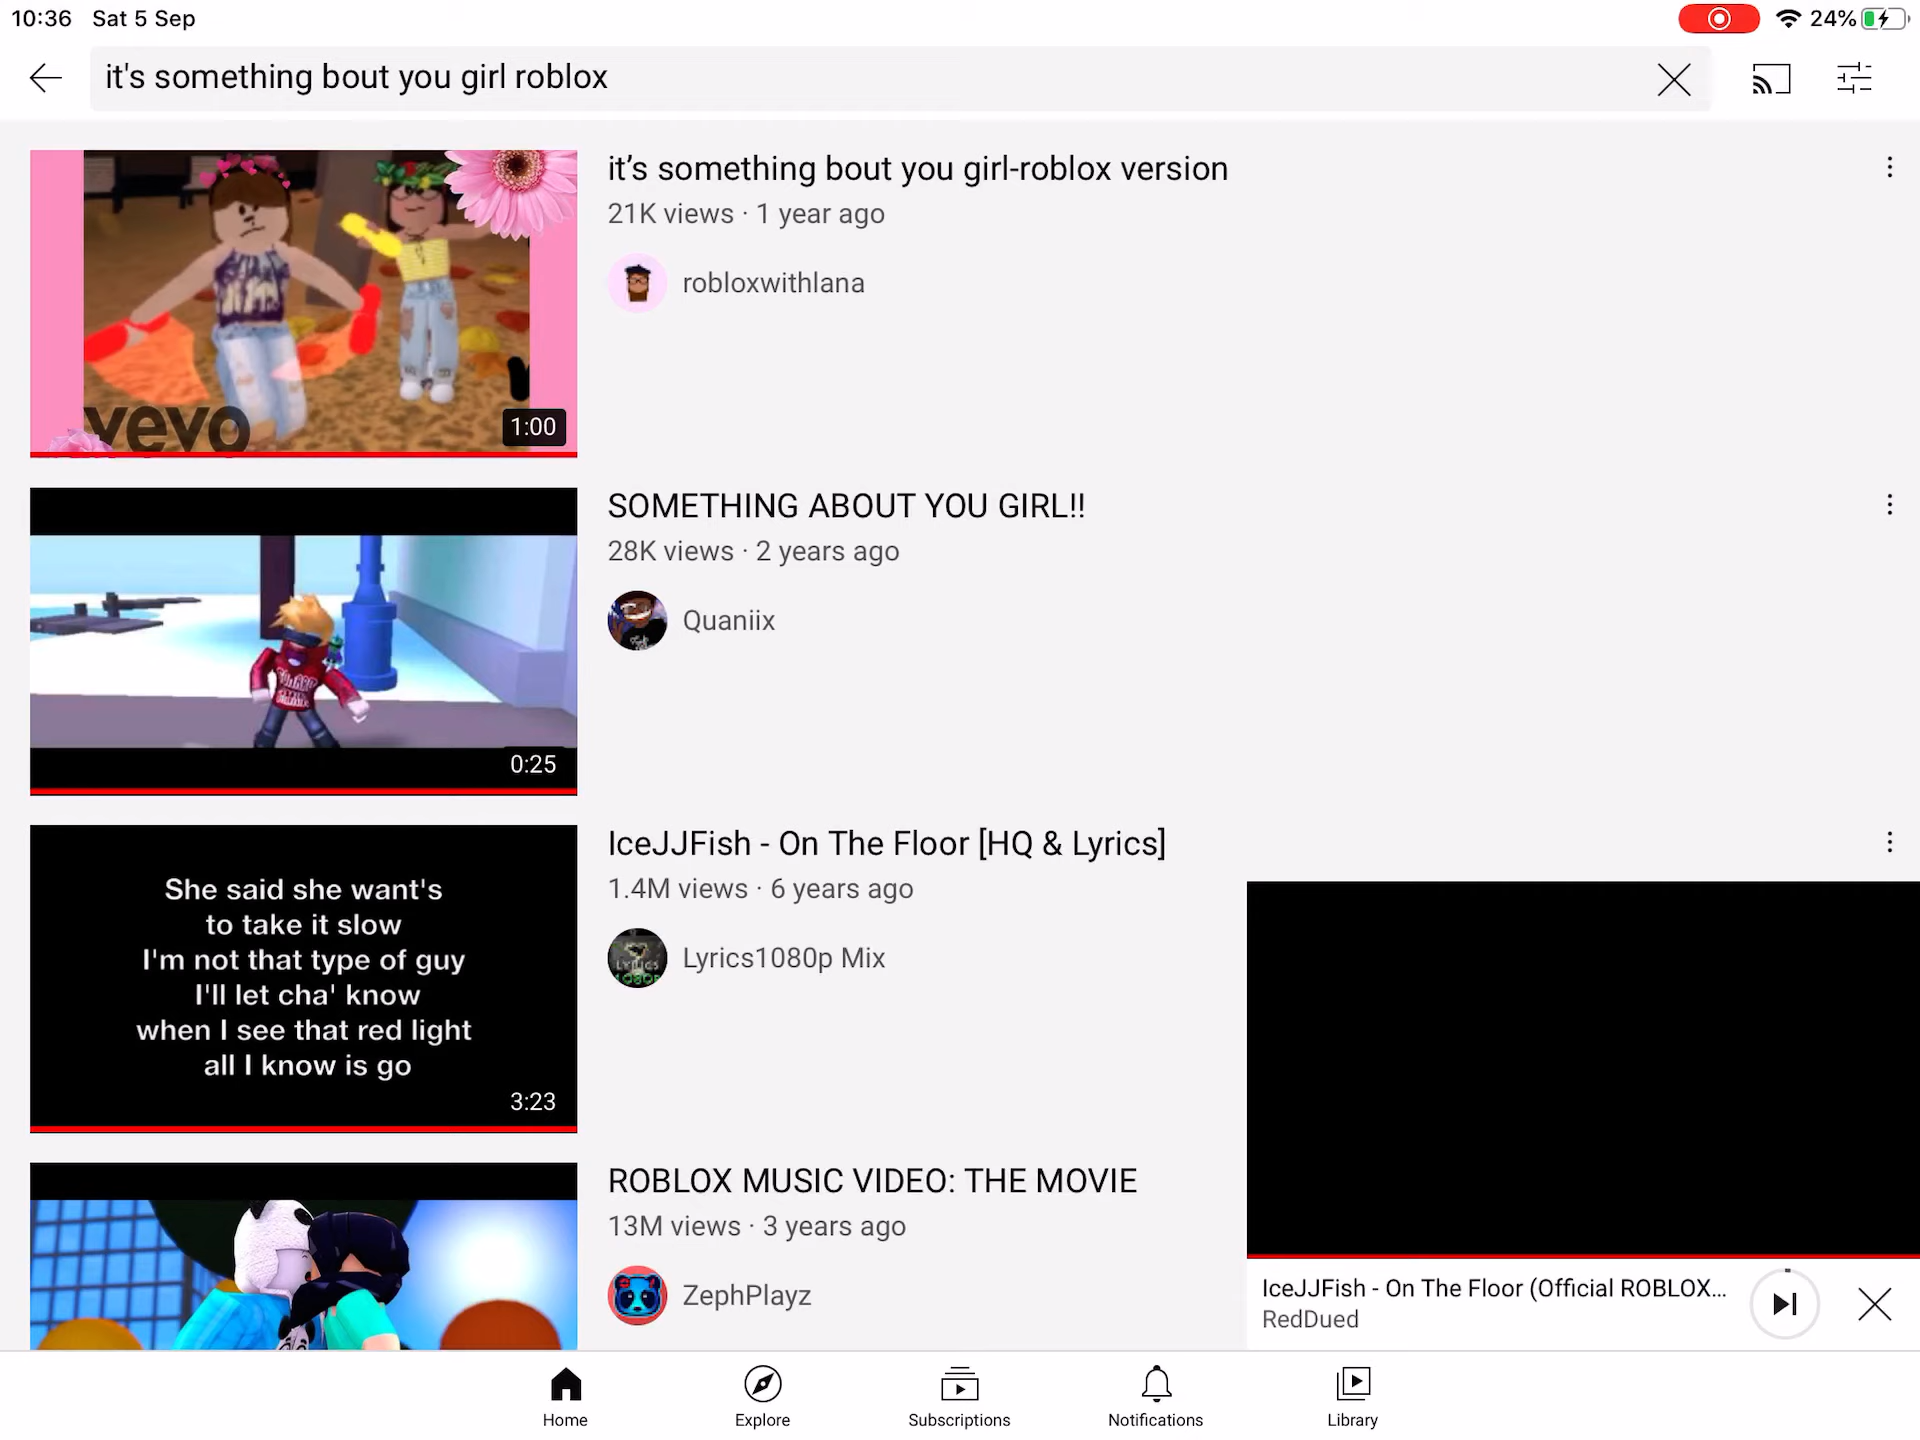 10:36 Sat 5 Sep
24%
it's something bout you girl roblox
it’s something bout you girl-roblox version
21K views · 1 year ago
robloxwithlana
vevo
1:00
SOMETHING ABOUT YOU GIRL!!
28K views · 2 years ago
Quaniix
0:25
IceJJFish - On The Floor [HQ & Lyrics]
1.4M views · 6 years ago
Lyrics1080p Mix
She said she want's
to take it slow
I'm not that type of guy
I'll let cha' know
when I see that red light
all I know is go
3:23
ROBLOX MUSIC VIDEO: THE MOVIE
13M views · 3 years ago
ZephPlayz
IceJJFish - On The Floor (Official ROBLOX...
RedDued
Home
Explore
Subscriptions
Notifications
Library